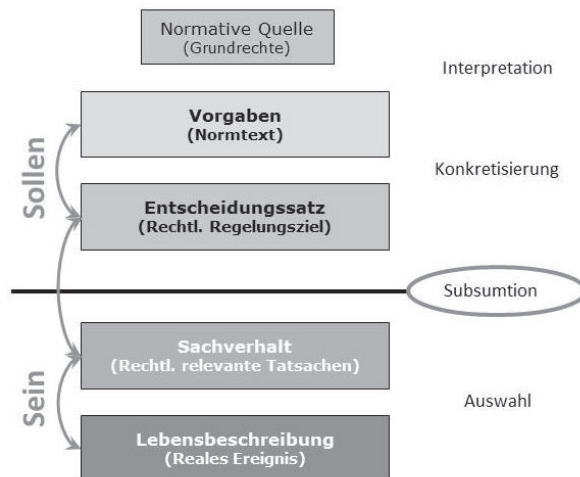 Normative Quelle
(Grundrechte)
Interpretation
Vorgaben
(Normtext)
Sollen
Konkretisierung
Entscheidungssatz
(Rechtl. Regelungsziel)
Subsumtion
Sachverhalt
(Rechtl. relevante Tatsachen)
Sein
Auswahl
Lebensbeschreibung
(Reales Ereignis)